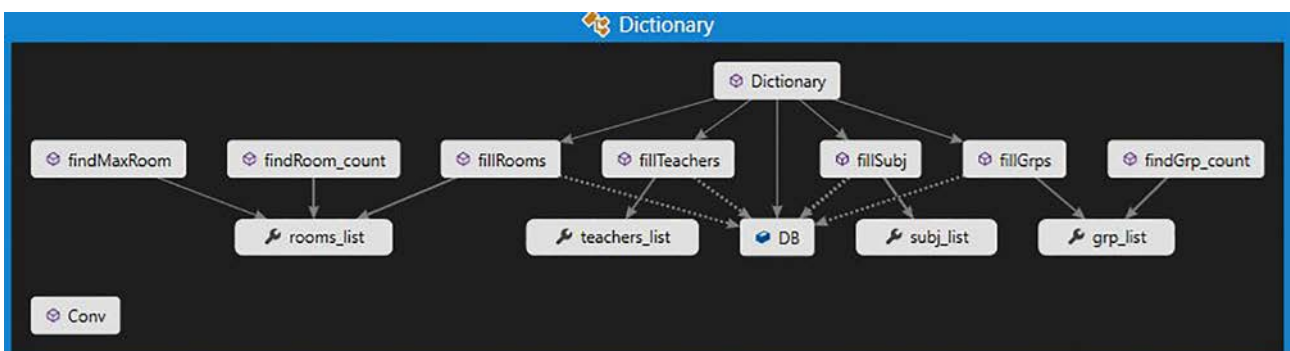 Dictionary
Dictionary
findMaxRoom
findRoom_count
fillRooms
fillTeachers
fillSubj
fillGrps
findGrp_count
rooms_list
teachers_list
DB
subj_list
grp_list
Conv